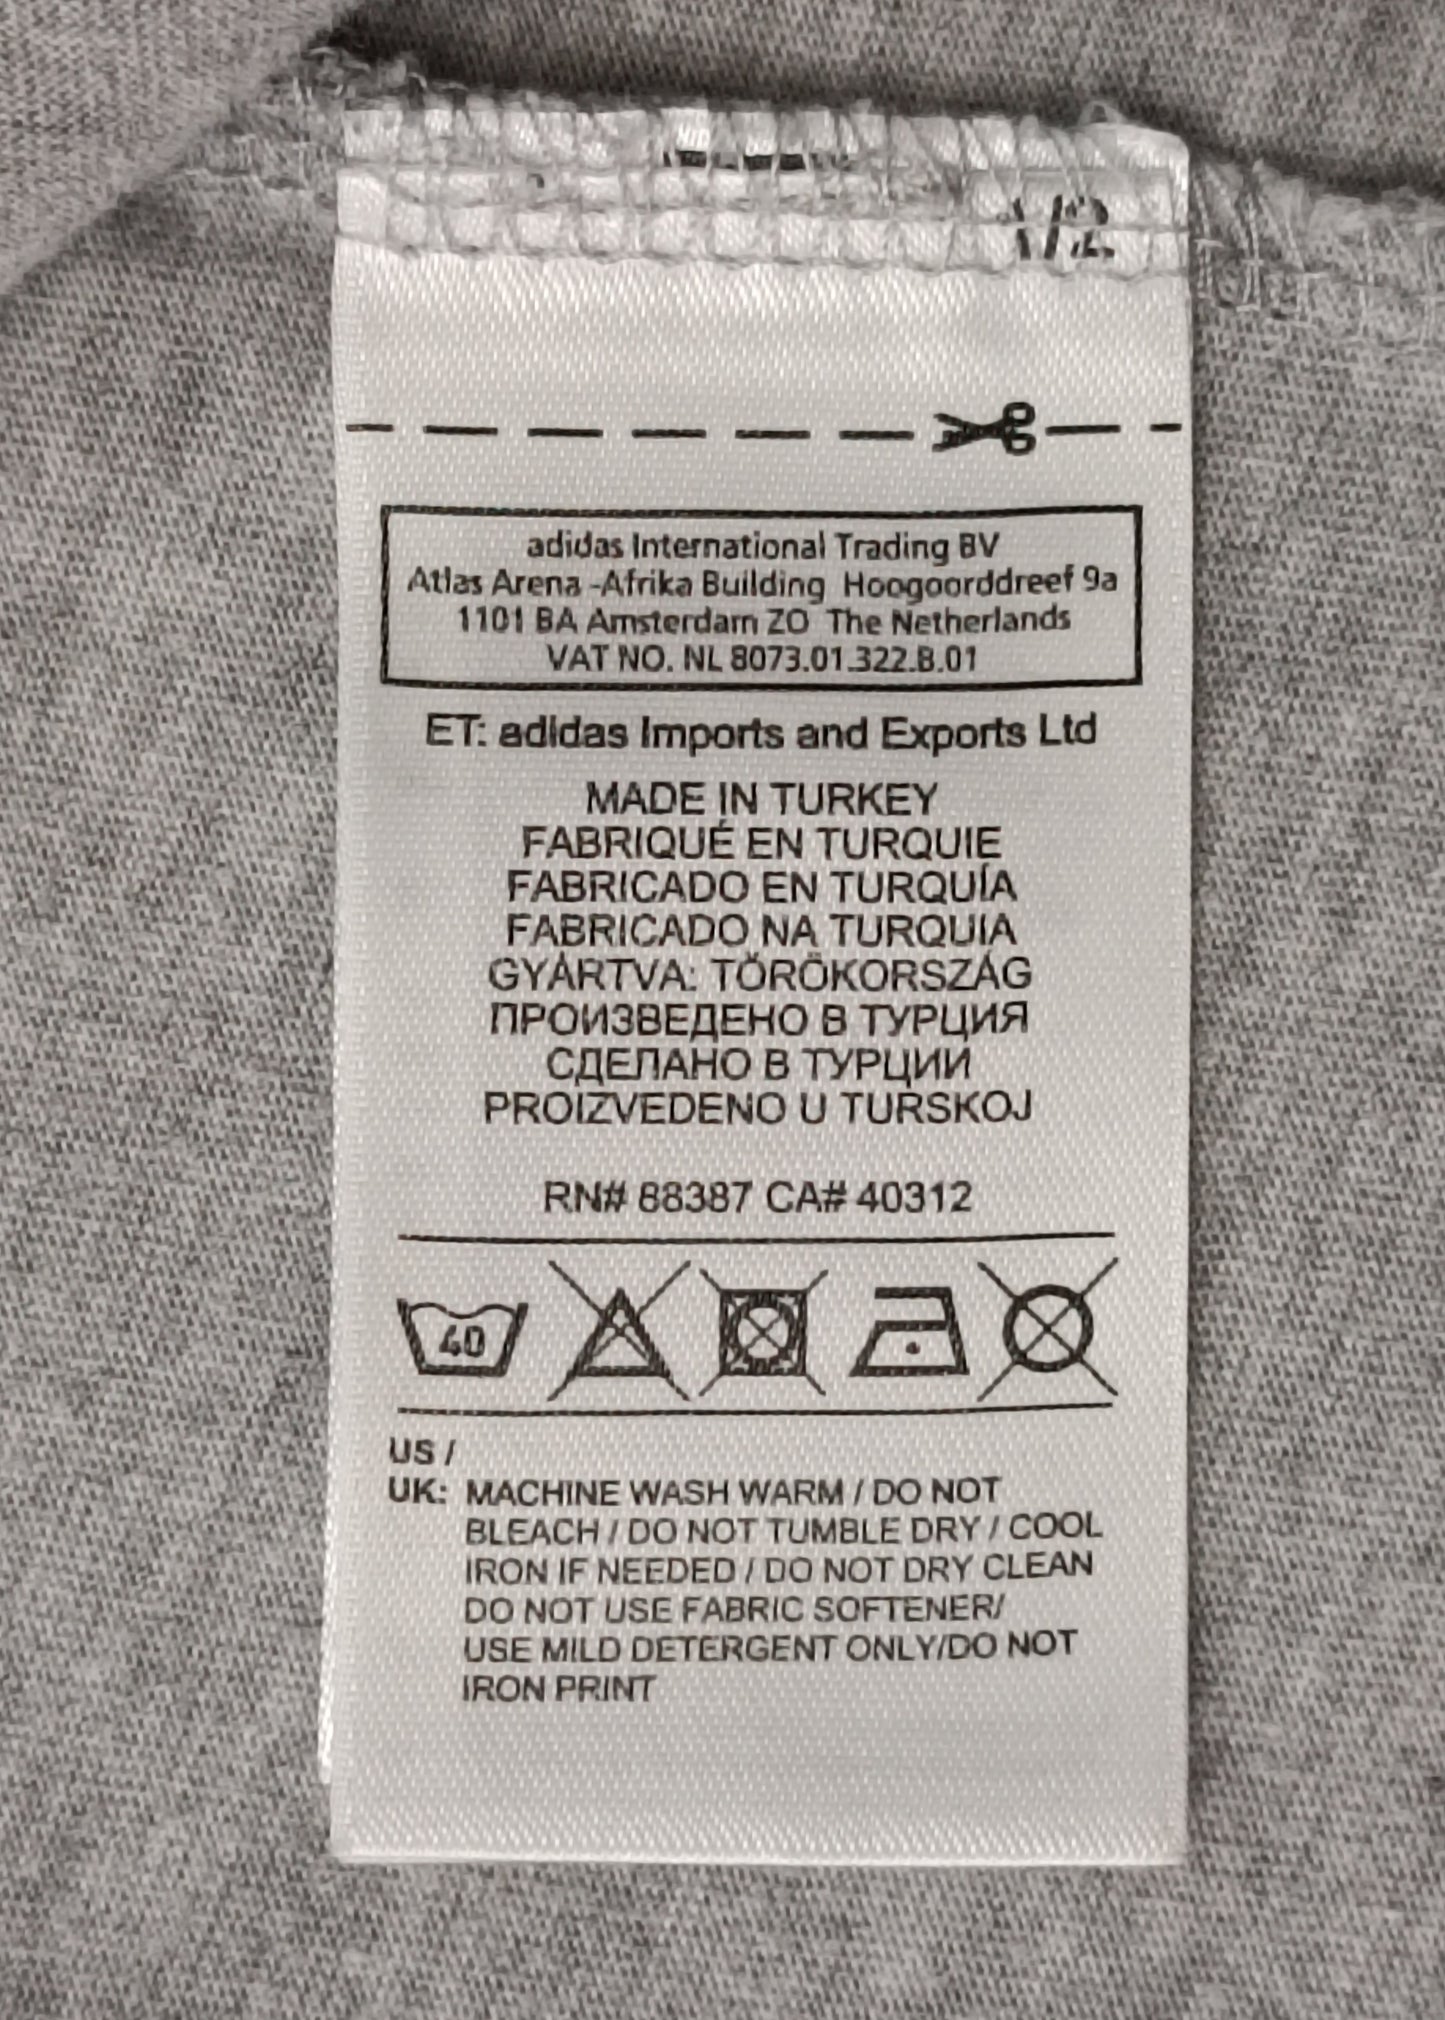 1/2
adidas International Trading BV
Atlas Arena -Afrika Building Hoogoorddreef 9a
1101 BA Amsterdam ZO The Netherlands
VAT NO. NL 8073.01.322.B.01
ET: adidas Imports and Exports Ltd
MADE IN TURKEY
FABRIQUÉ EN TURQUIE
FABRICADO EN TURQUÍA
FABRICADO NA TURQUIA
GYÁRTVA: TÖRÖKORSZÁG
ПРОИЗВЕДЕНО В ТУРЦИЯ
СДЕЛАНО В ТУРЦИИ
PROIZVEDENO U TURSKOJ
RN# 88387 CA# 40312
40
US /
UK: MACHINE WASH WARM / DO NOT
BLEACH / DO NOT TUMBLE DRY / COOL
IRON IF NEEDED / DO NOT DRY CLEAN
DO NOT USE FABRIC SOFTENER/
USE MILD DETERGENT ONLY/DO NOT
IRON PRINT